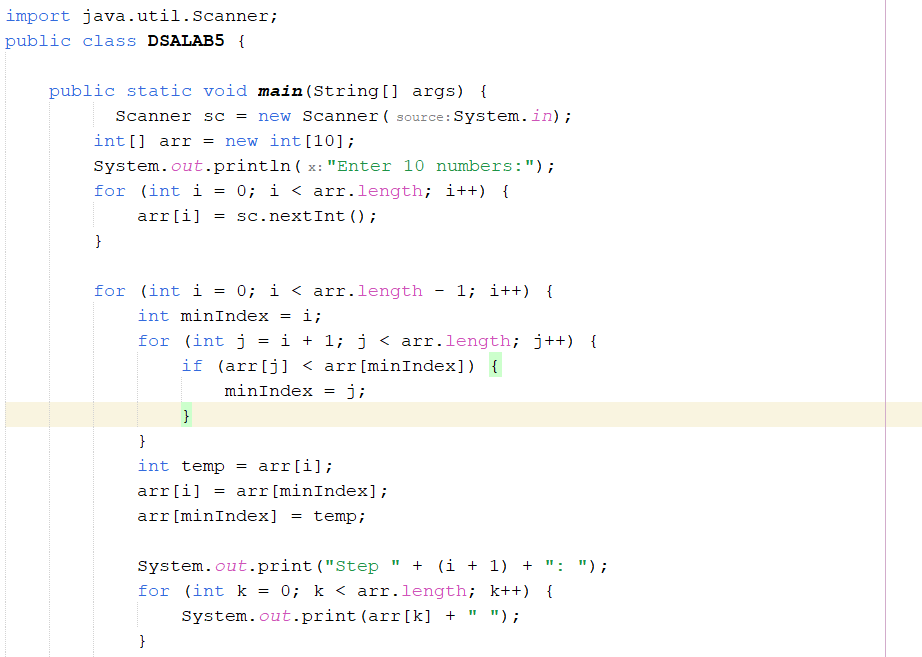 import java.util.Scanner;
public class DSALAB5 {
public static void main(String[] args) {
Scanner sc = new Scanner( source:System.in);
int[] arr = new int[10];
System.out.println( x:"Enter 10 numbers:");
for (int i = 0; i < arr.length; i++) {
arr[i] = sc.nextInt();
}
for (int i = 0; i < arr.length - 1; i++) {
int minIndex = i;
for (int j = i + 1; j < arr.length; j++) {
if (arr[j] < arr[minIndex]) {
minIndex = j;
}
}
int temp = arr[i];
arr[i] = arr[minIndex];
arr[minIndex] = temp;
System.out.print("Step " + (i + 1) + ": ");
for (int k = 0; k < arr.length; k++) {
System.out.print(arr[k] + " ");
}